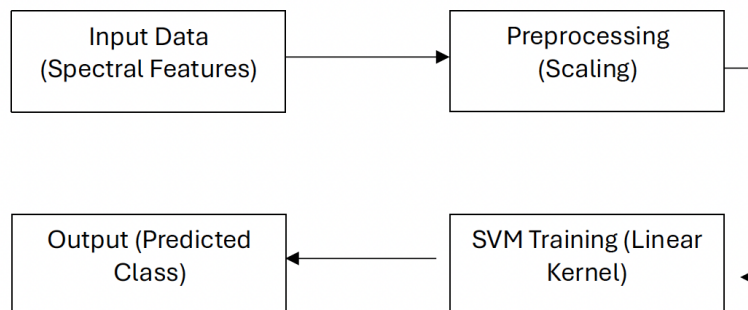 Input Data
(Spectral Features)
Preprocessing
(Scaling)
SVM Training (Linear
Kernel)
Output (Predicted
Class)